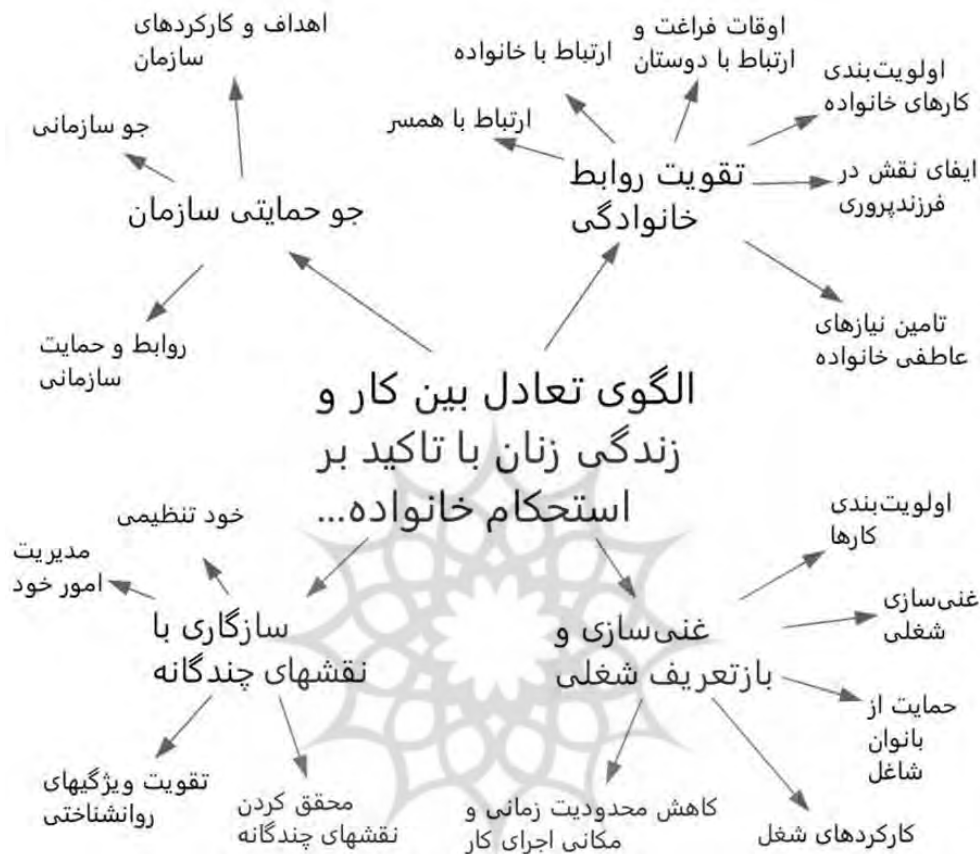 اهداف و کارکردهای
سازمان
جو سازمانی
جو حمایتی سازمان
روابط و حمایت
سازمانی
اوقات فراغت و
ارتباط با دوستان
ارتباط با خانواده
ارتباط با همسر
اولویت‌بندی
کارهای خانواده
تقویت روابط
خانوادگی
ایفای نقش در
فرزندپروری
تامین نیازهای
عاطفی خانواده
الگوی تعادل بین کار و
زندگی زنان با تاکید بر
استحکام خانواده...
خود تنظیمی
مدیریت
امور خود
سازگاری با
نقشهای چندگانه
تقویت ویژگیهای
روانشناختی
محقق کردن
نقشهای چندگانه
اولویت‌بندی
کارها
غنی‌سازی و
بازتعریف شغلی
غنی‌سازی
شغلی
حمایت از
بانوان
شاغل
کارکردهای شغل
کاهش محدودیت زمانی و
مکانی اجرای کار